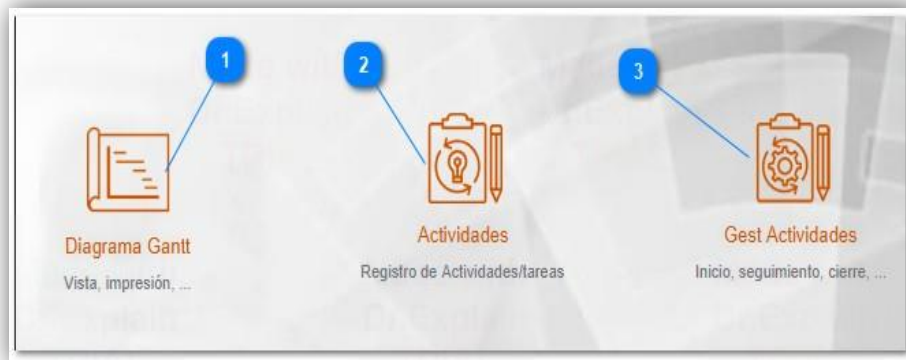 1
2
3
Diagrama Gantt
Vista, impresión, ...
Actividades
Registro de Actividades/tareas
Gest Actividades
Inicio, seguimiento, cierre, ...